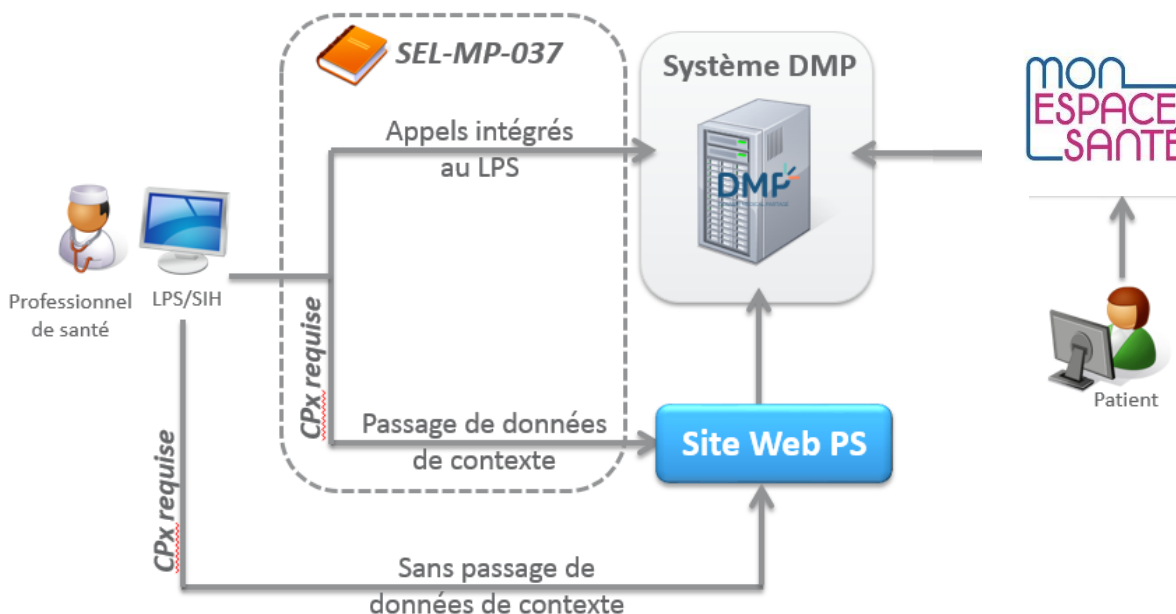 SEL-MP-037
Système DMP
mon
ESPACE
SANTÉ
Appels intégrés
au LPS
DMP
Professionnel
de santé
LPS/SIH
CPx requise
Passage de données
de contexte
Site Web PS
Patient
CPx requise
Sans passage de
données de contexte